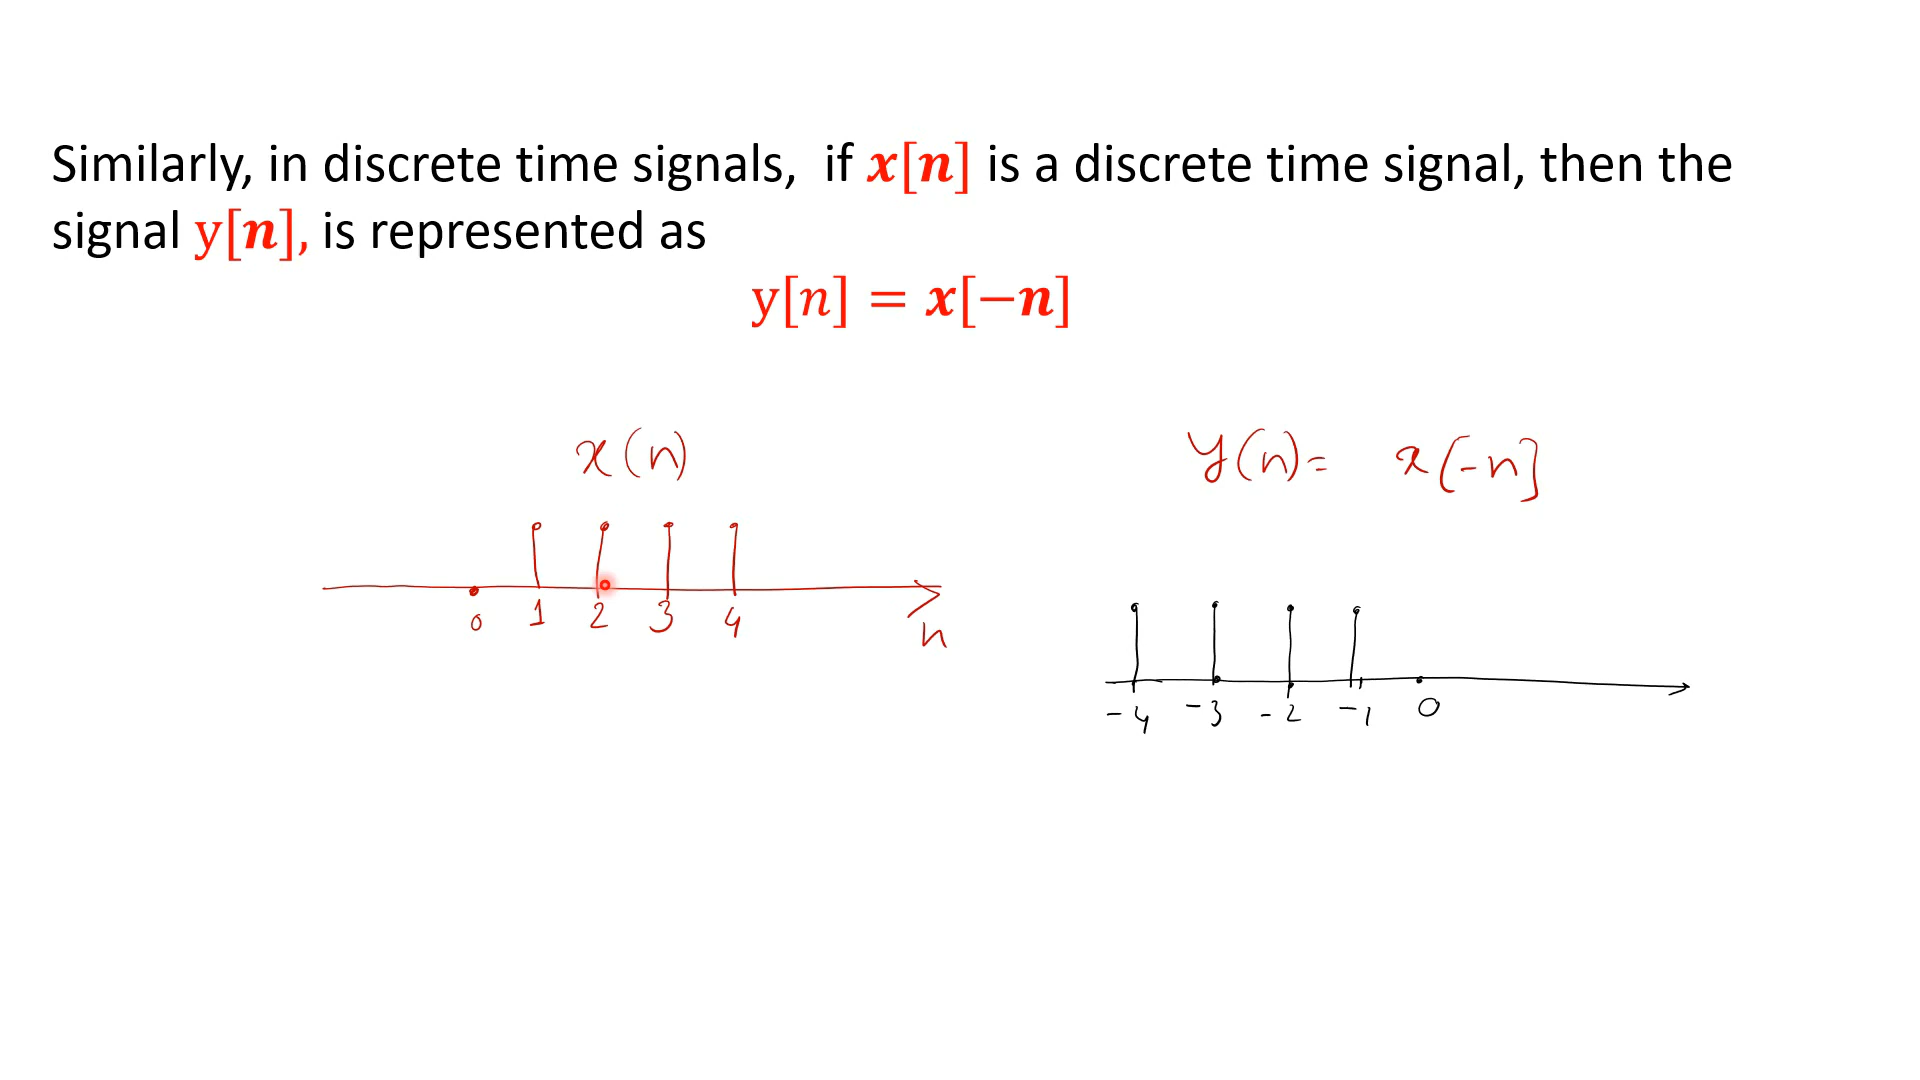 Similarly, in discrete time signals, if x[n] is a discrete time signal, then the
signal y[n], is represented as
y[n] = x[−n]
x(n)
0 1 2 3 4
n
y(n)= x[-n]
-4 -3 -2 -1 0